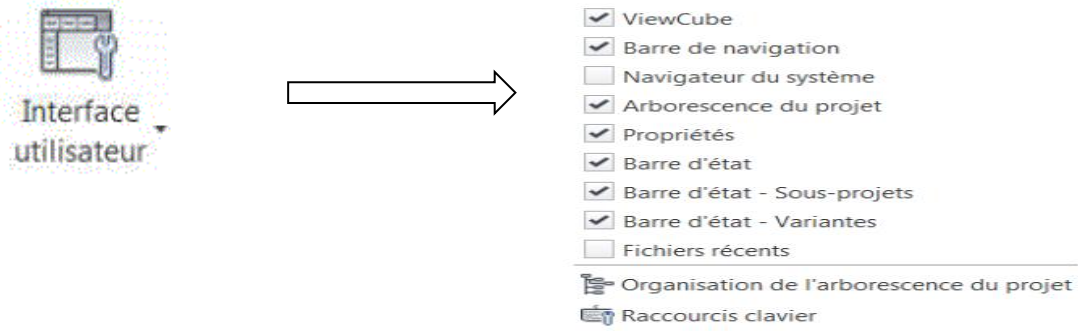 Interface
utilisateur
ViewCube
Barre de navigation
Navigateur du système
Arborescence du projet
Propriétés
Barre d'état
Barre d'état - Sous-projets
Barre d'état - Variantes
Fichiers récents
Organisation de l'arborescence du projet
Raccourcis clavier